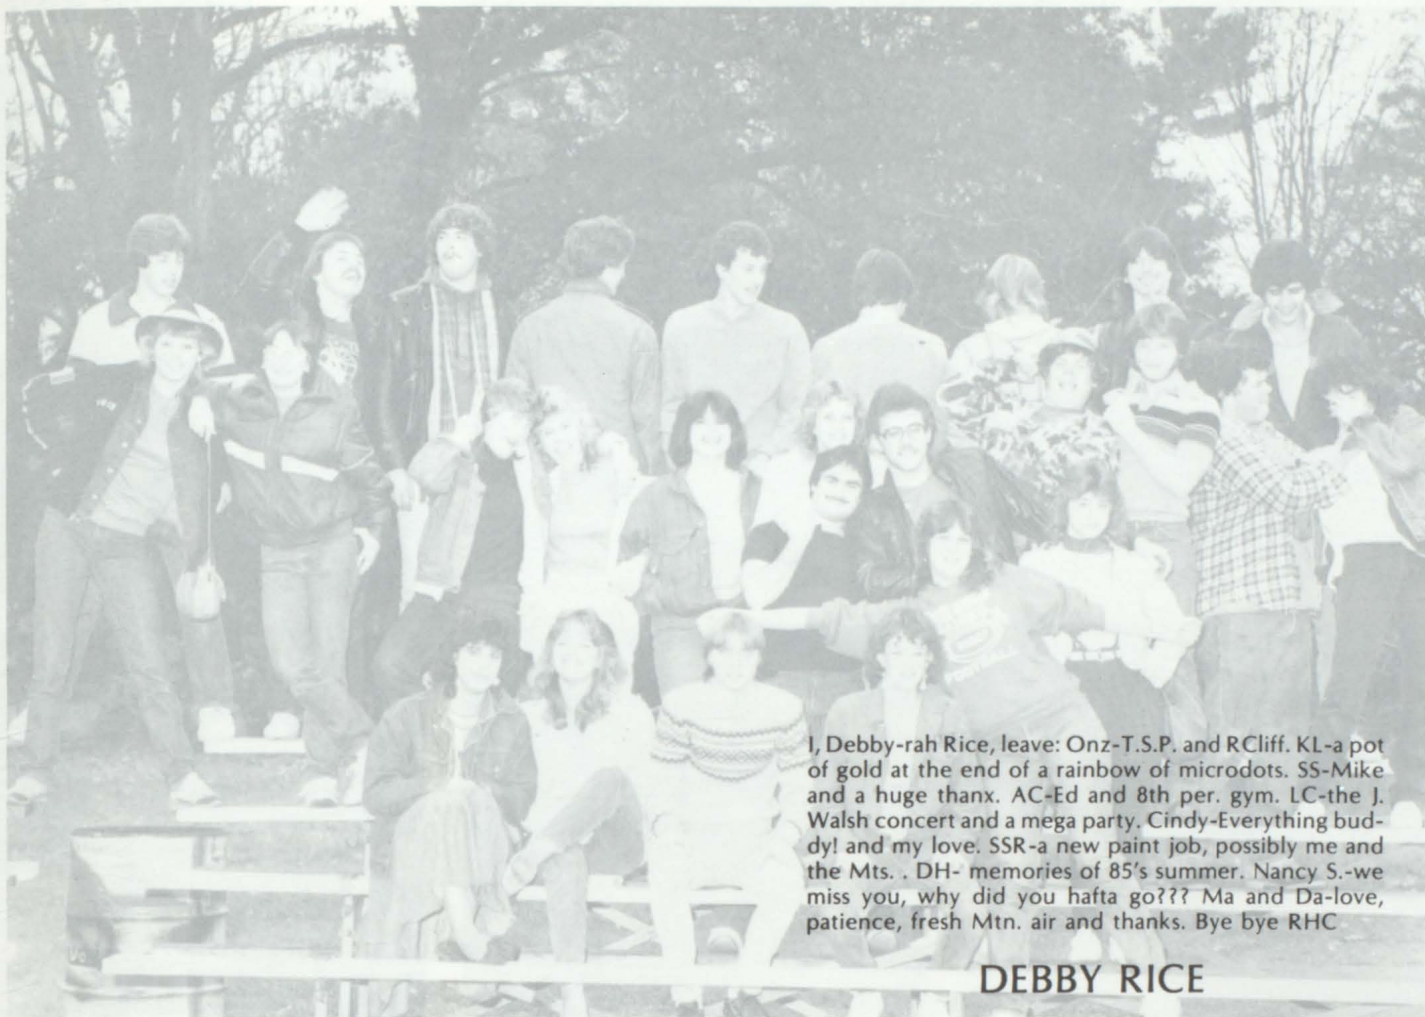 I, Debby-rah Rice, leave: Onz-T.S.P. and RCliff. KL-a pot
of gold at the end of a rainbow of microdots. SS-Mike
and a huge thanx. AC-Ed and 8th per. gym. LC-the J.
Walsh concert and a mega party. Cindy-Everything bud-
dy! and my love. SSR-a new paint job, possibly me and
the Mts. . DH- memories of 85's summer. Nancy S.-we
miss you, why did you hafta go??? Ma and Da-love,
patience, fresh Mtn. air and thanks. Bye bye RHC
DEBBY RICE